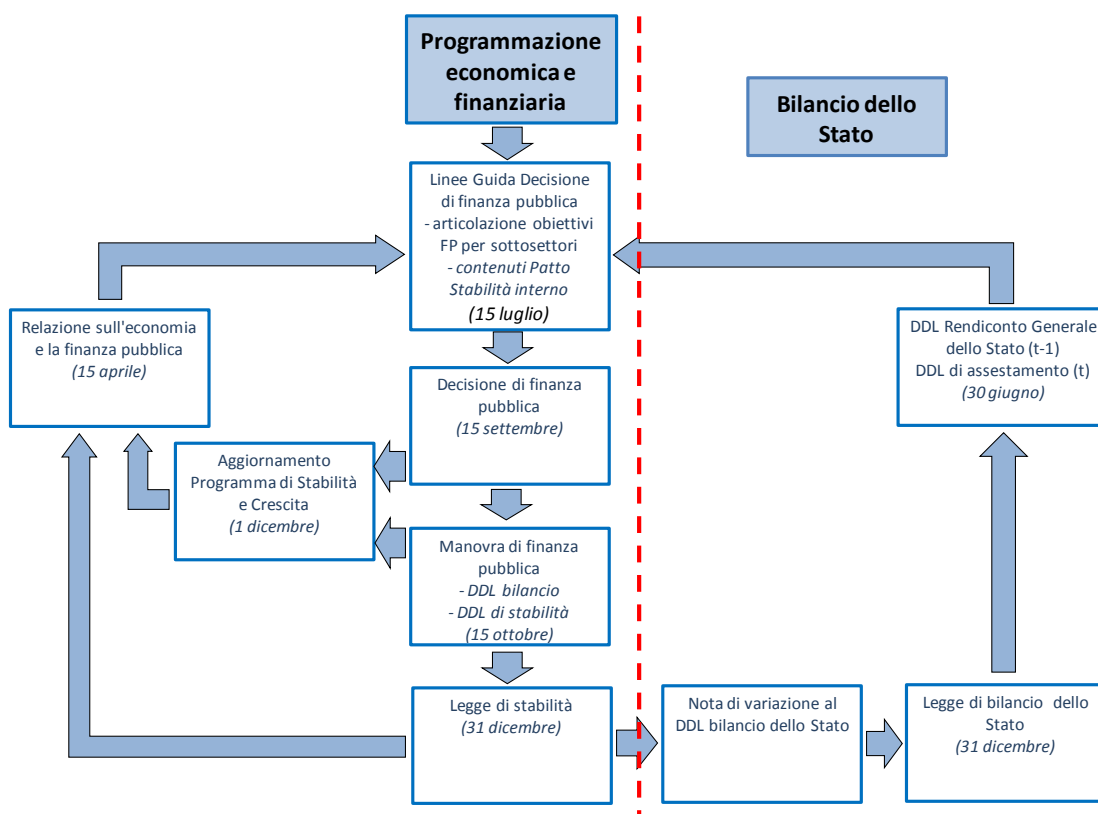 Programmazione
economica e
finanziaria
Bilancio dello
Stato
Linee Guida Decisione
di finanza pubblica
- articolazione obiettivi
FP per sottosettori
- contenuti Patto
Stabilità interno
(15 luglio)
Relazione sull'economia
e la finanza pubblica
(15 aprile)
DDL Rendiconto Generale
dello Stato (t-1)
DDL di assestamento (t)
(30 giugno)
Decisione di finanza
pubblica
(15 settembre)
Aggiornamento
Programma di Stabilità
e Crescita
(1 dicembre)
Manovra di finanza
pubblica
- DDL bilancio
- DDL di stabilità
(15 ottobre)
Legge di stabilità
(31 dicembre)
Nota di variazione al
DDL bilancio dello Stato
Legge di bilancio dello
Stato
(31 dicembre)